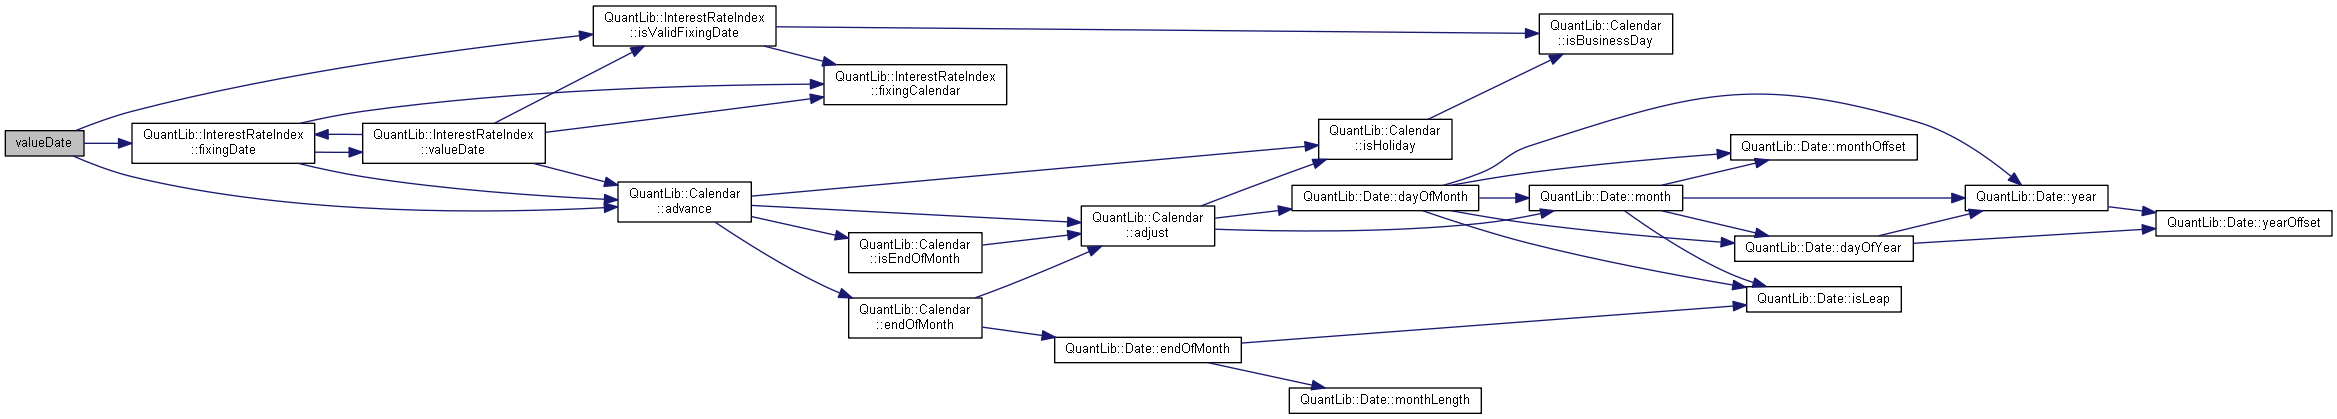 valueDate
QuantLib::InterestRateIndex
::fixingDate
QuantLib::InterestRateIndex
::valueDate
QuantLib::InterestRateIndex
::isValidFixingDate
QuantLib::InterestRateIndex
::fixingCalendar
QuantLib::Calendar
::advance
QuantLib::Calendar
::isEndOfMonth
QuantLib::Calendar
::endOfMonth
QuantLib::Calendar
::adjust
QuantLib::Date::endOfMonth
QuantLib::Calendar
::isHoliday
QuantLib::Date::dayOfMonth
QuantLib::Date::monthLength
QuantLib::Calendar
::isBusinessDay
QuantLib::Date::month
QuantLib::Date::monthOffset
QuantLib::Date::dayOfYear
QuantLib::Date::isLeap
QuantLib::Date::year
QuantLib::Date::yearOffset